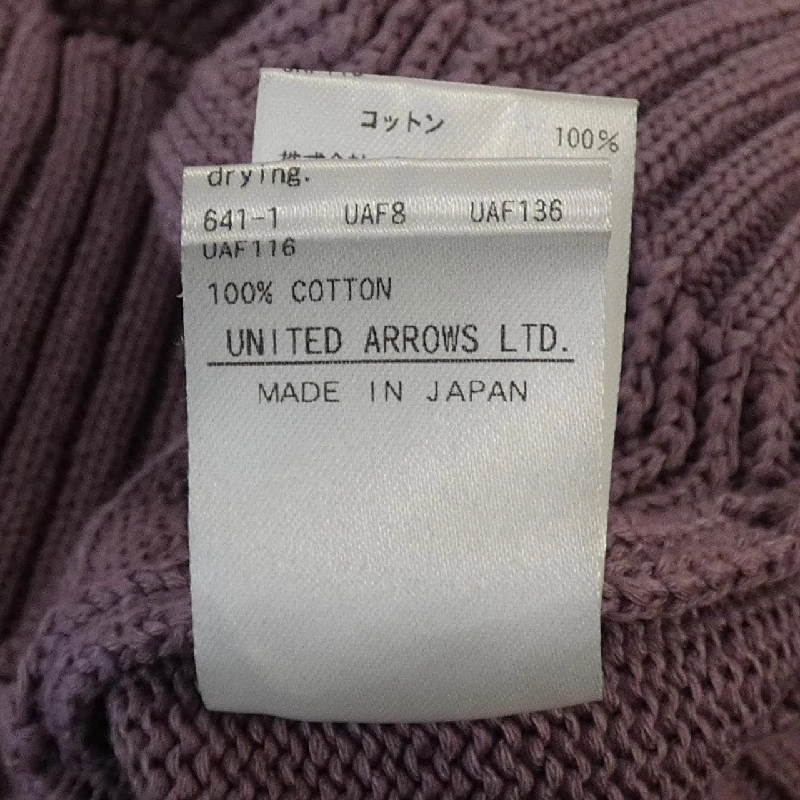 コットン 100%
drying.
641-1 UAF8 UAF136
UAF116
100% COTTON
UNITED ARROWS LTD.
MADE IN JAPAN